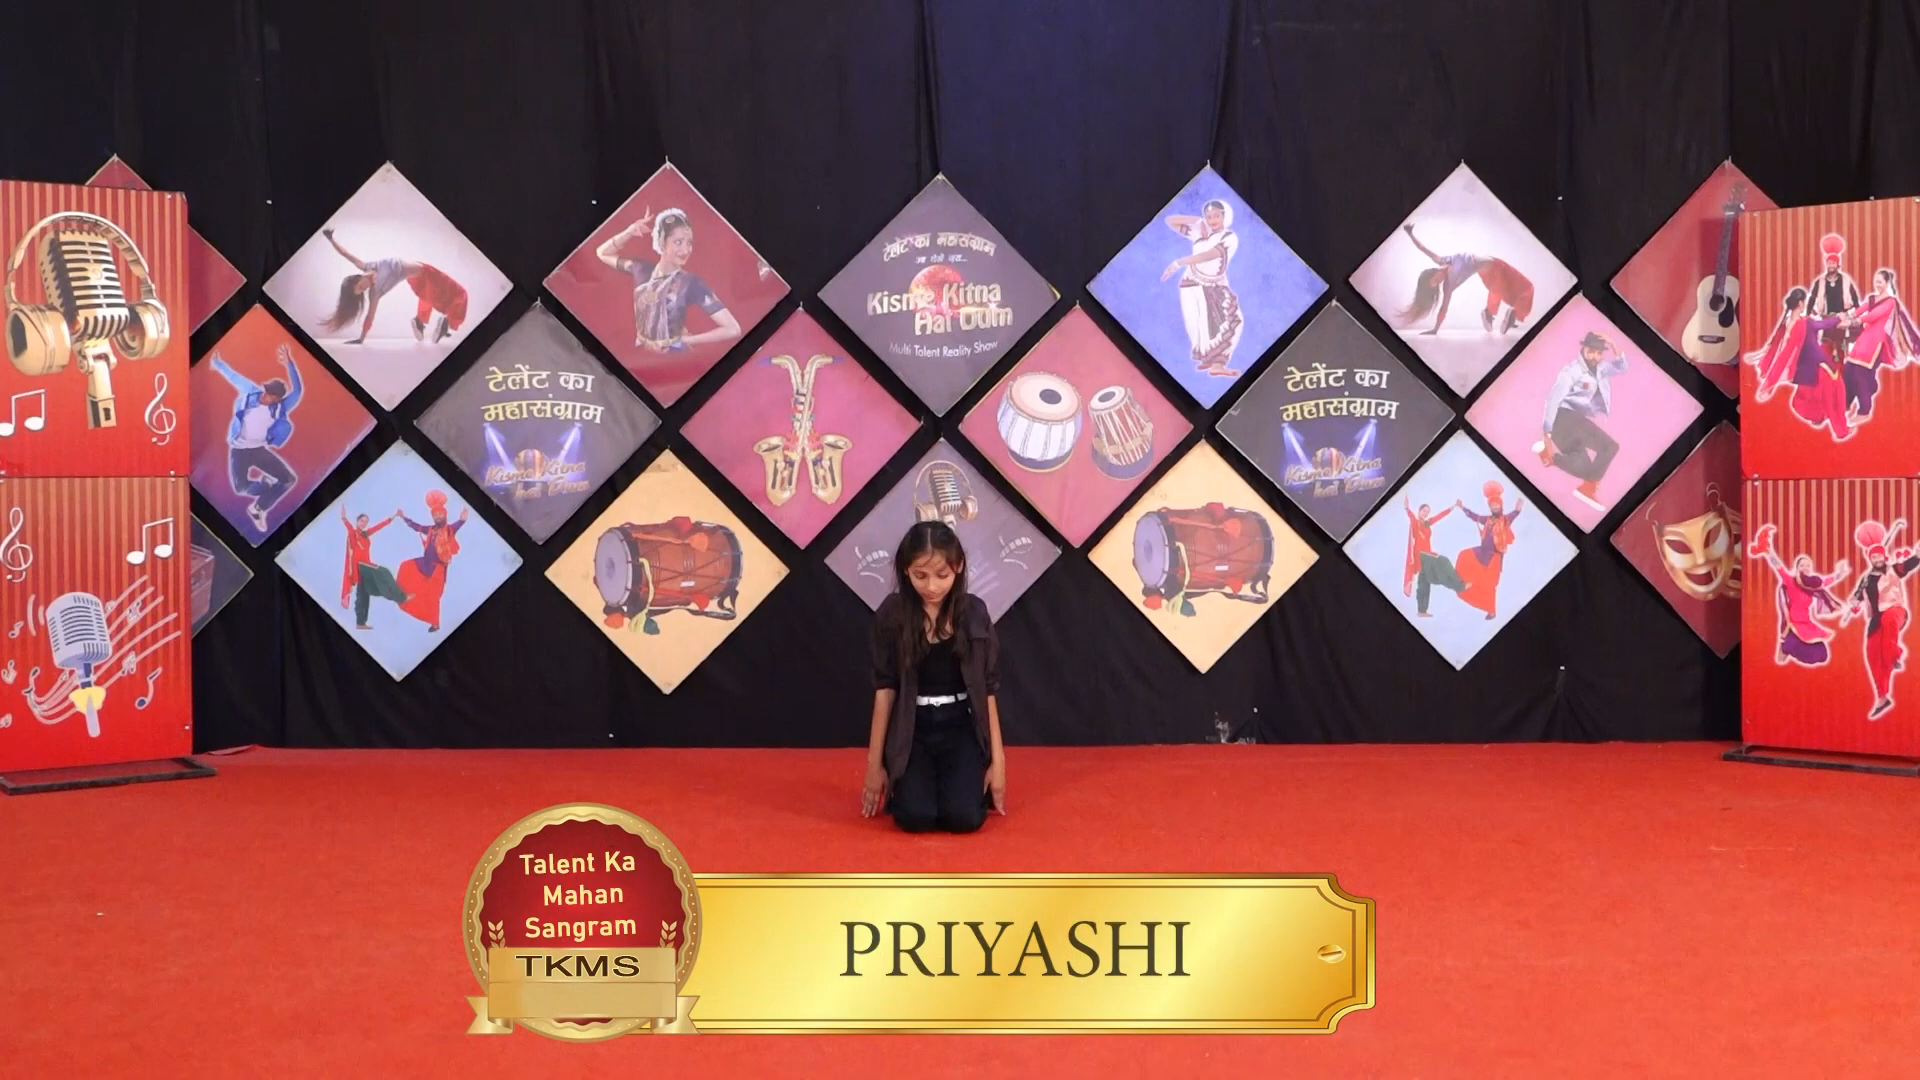 टेलेंट का महासंग्राम
Kisme Kitna
Hai Dum
Multi Talent Reality Show
टेलेंट का
महासंग्राम
Kisme Kitna
hai Dum
टेलेंट का
महासंग्राम
Kisme Kitna
hai Dum
Talent Ka
Mahan
Sangram
TKMS
PRIYASHI